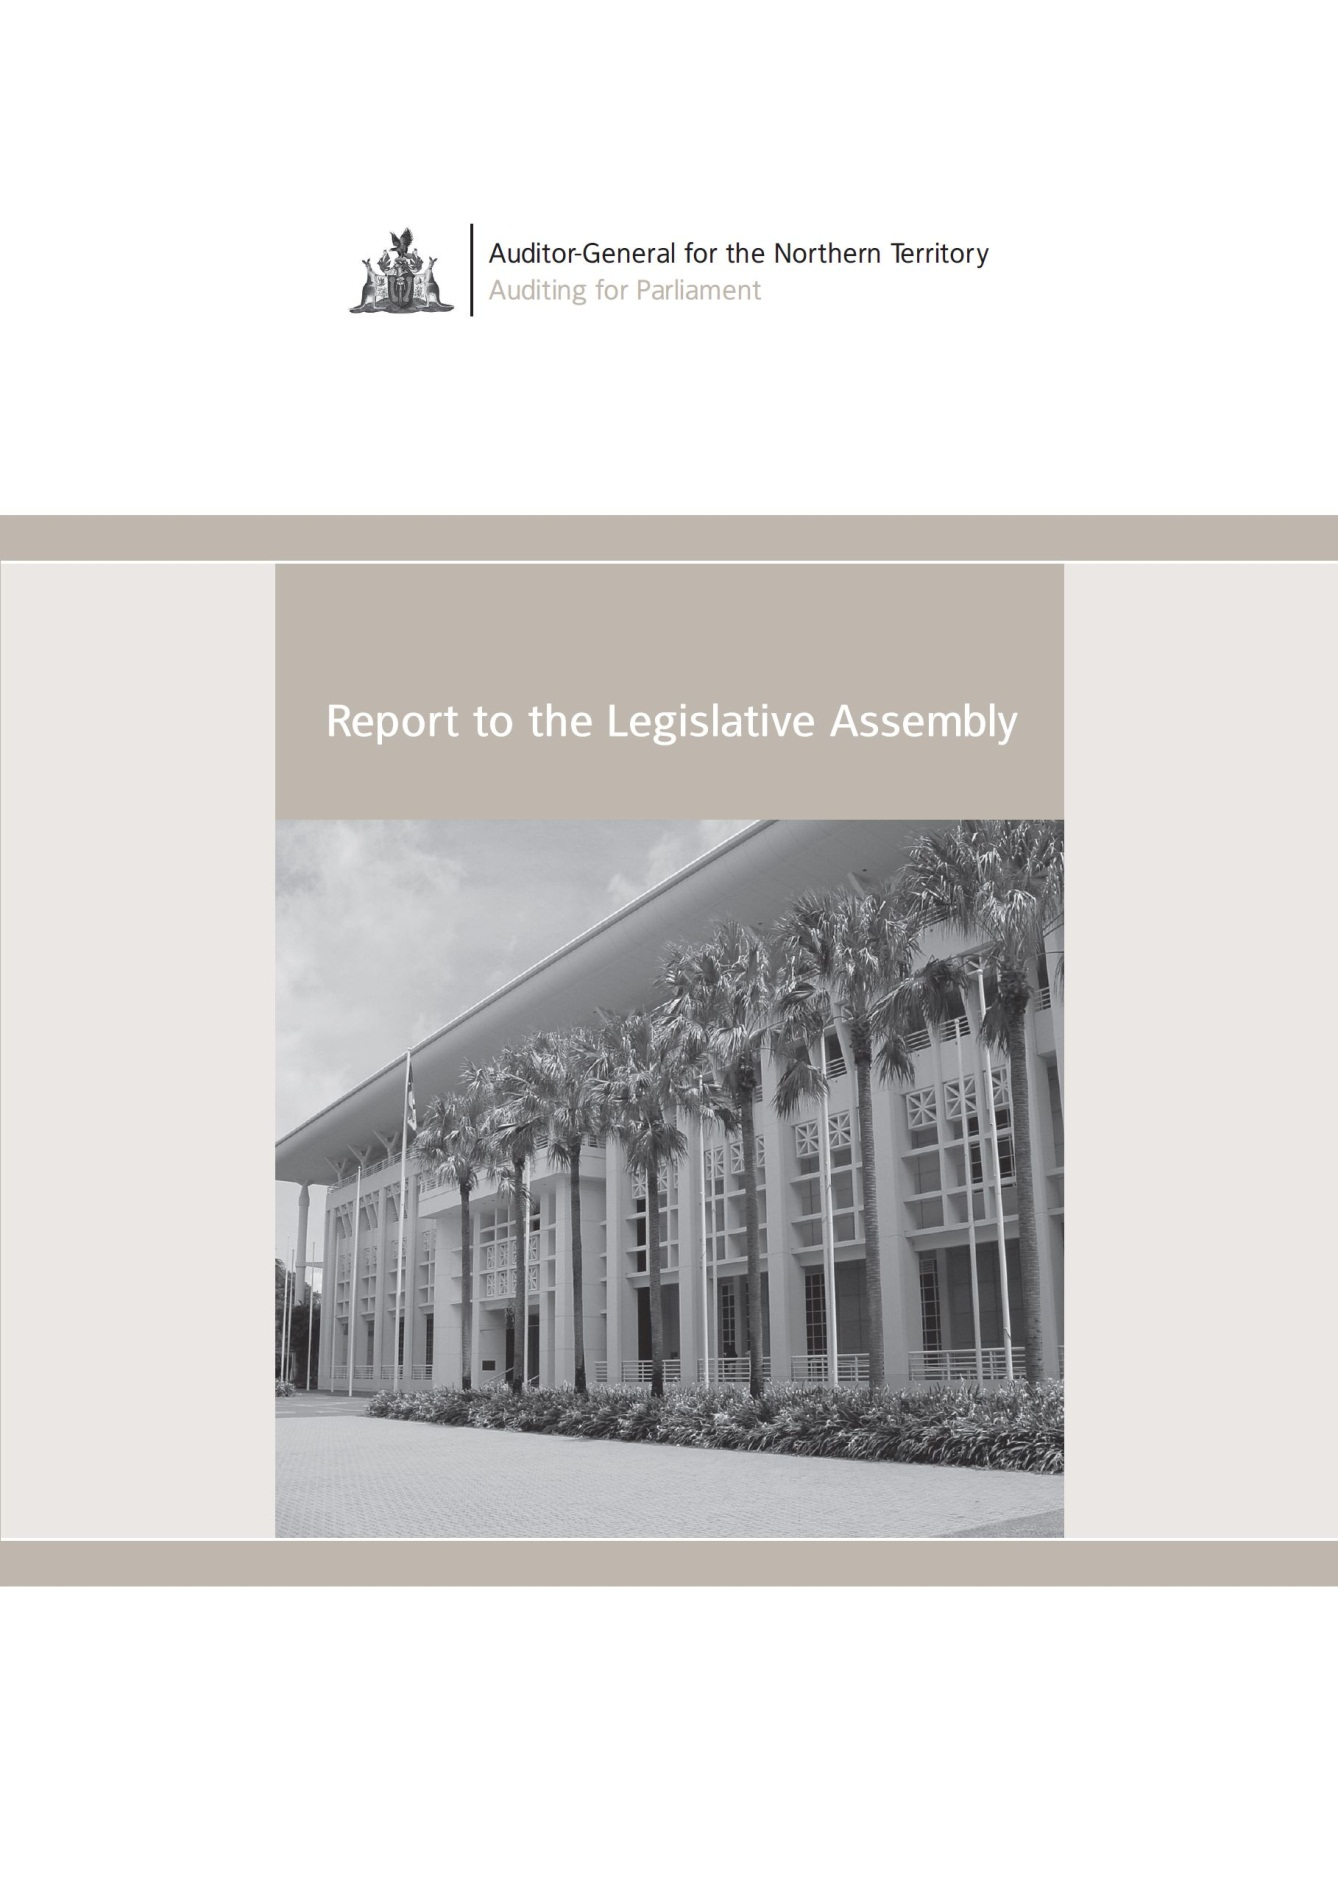 Auditor-General for the Northern Territory
Auditing for Parliament
Report to the Legislative Assembly